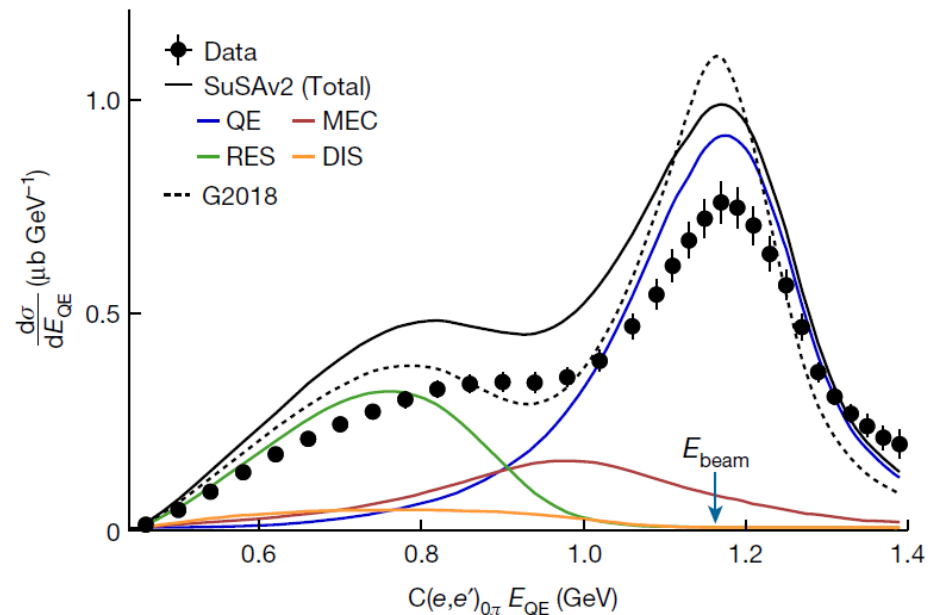 Data
SuSAv2 (Total)
QE MEC
RES DIS
G2018
dσ/dE_QE (μb GeV⁻¹)
1.0
0.5
0
E_beam
0.6 0.8 1.0 1.2 1.4
C(e,e′)₀π E_QE (GeV)